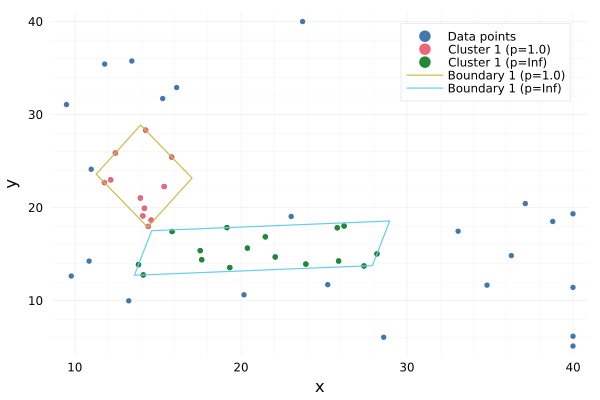 40
Data points
Cluster 1 (p=1.0)
Cluster 1 (p=Inf)
Boundary 1 (p=1.0)
Boundary 1 (p=Inf)
30
y
20
10
10 20 30 40
x